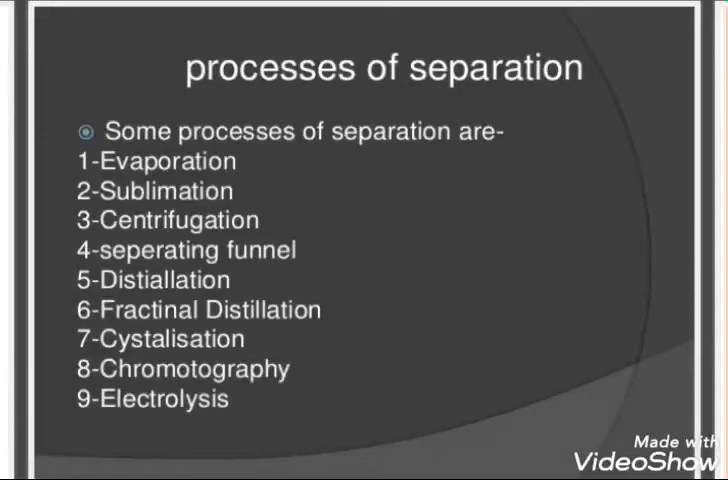 processes of separation
Some processes of separation are-
1-Evaporation
2-Sublimation
3-Centrifugation
4-seperating funnel
5-Distiallation
6-Fractinal Distillation
7-Cystalisation
8-Chromotography
9-Electrolysis
Made with
VideoShow